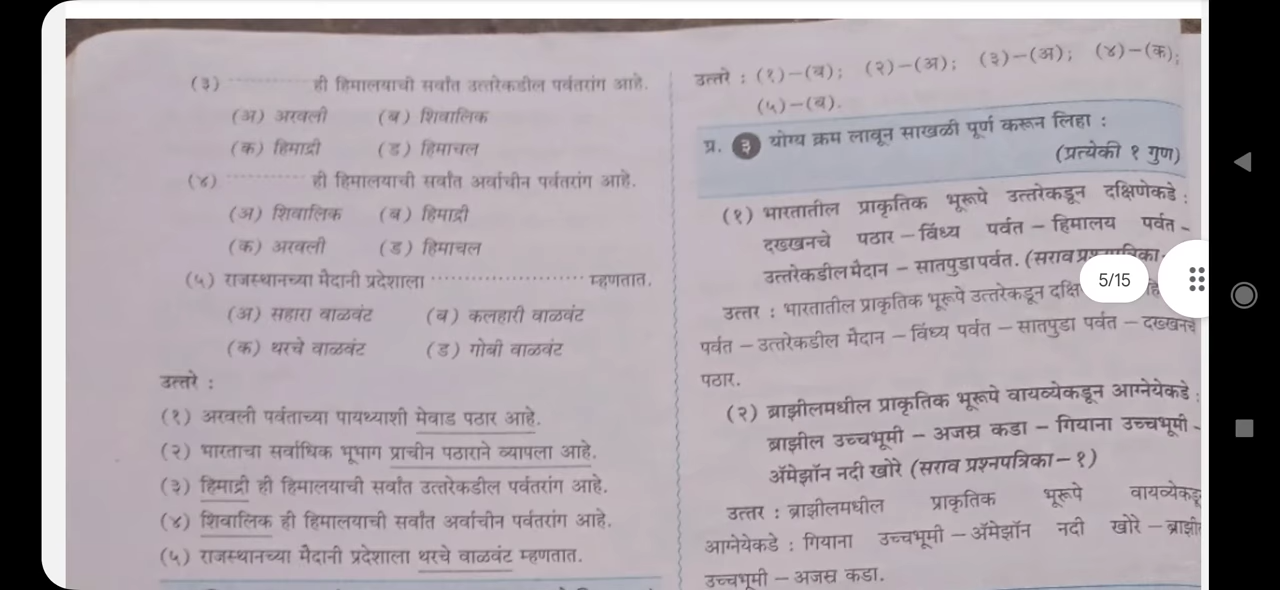 (३) ············ ही हिमालयाची सर्वांत उत्तरेकडील पर्वतरांग आहे.
(अ) अरवली (ब) शिवालिक
(क) हिमाद्री (ड) हिमाचल
(४) ············ ही हिमालयाची सर्वांत अर्वाचीन पर्वतरांग आहे.
(अ) शिवालिक (ब) हिमाद्री
(क) अरवली (ड) हिमाचल
(५) राजस्थानच्या मैदानी प्रदेशाला ······················· म्हणतात.
(अ) सहारा वाळवंट (ब) कलहारी वाळवंट
(क) थरचे वाळवंट (ड) गोबी वाळवंट
उत्तरे :
(१) अरवली पर्वताच्या पायथ्याशी मेवाड पठार आहे.
(२) भारताचा सर्वाधिक भूभाग प्राचीन पठाराने व्यापला आहे.
(३) हिमाद्री ही हिमालयाची सर्वांत उत्तरेकडील पर्वतरांग आहे.
(४) शिवालिक ही हिमालयाची सर्वांत अर्वाचीन पर्वतरांग आहे.
(५) राजस्थानच्या मैदानी प्रदेशाला थरचे वाळवंट म्हणतात.
उत्तरे : (१)–(ब); (२)–(अ); (३)–(अ); (४)–(क);
(५)–(ब).
प्र. ३ योग्य क्रम लावून साखळी पूर्ण करून लिहा :
(प्रत्येकी १ गुण)
(१) भारतातील प्राकृतिक भूरूपे उत्तरेकडून दक्षिणेकडे :
दख्खनचे पठार – विंध्य पर्वत – हिमालय पर्वत –
उत्तरेकडील मैदान – सातपुडा पर्वत. (सराव
5/15
उत्तर : भारतातील प्राकृतिक भूरूपे उत्तरेकडून
पर्वत – उत्तरेकडील मैदान – विंध्य पर्वत – सातपुडा पर्वत – दख्खनचे
पठार.
(२) ब्राझीलमधील प्राकृतिक भूरूपे वायव्येकडून आग्नेयेकडे :
ब्राझील उच्चभूमी – अजस्र कडा – गियाना उच्चभूमी –
ॲमेझॉन नदी खोरे (सराव प्रश्नपत्रिका – १)
उत्तर : ब्राझीलमधील प्राकृतिक भूरूपे
आग्नेयेकडे : गियाना उच्चभूमी – ॲमेझॉन नदी खोरे –
उच्चभूमी – अजस्र कडा.